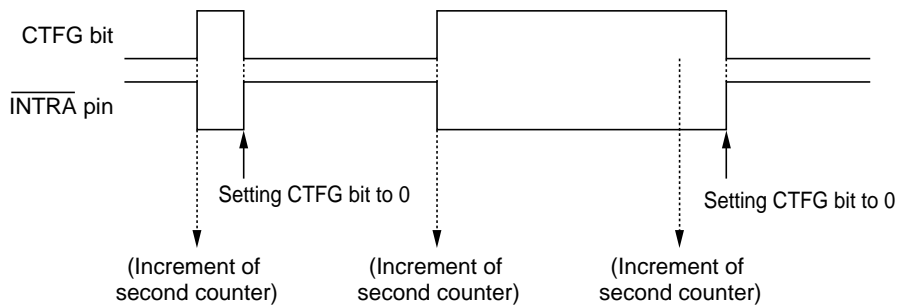 CTFG bit
INTRA pin
Setting CTFG bit to 0
Setting CTFG bit to 0
(Increment of
second counter)
(Increment of
second counter)
(Increment of
second counter)